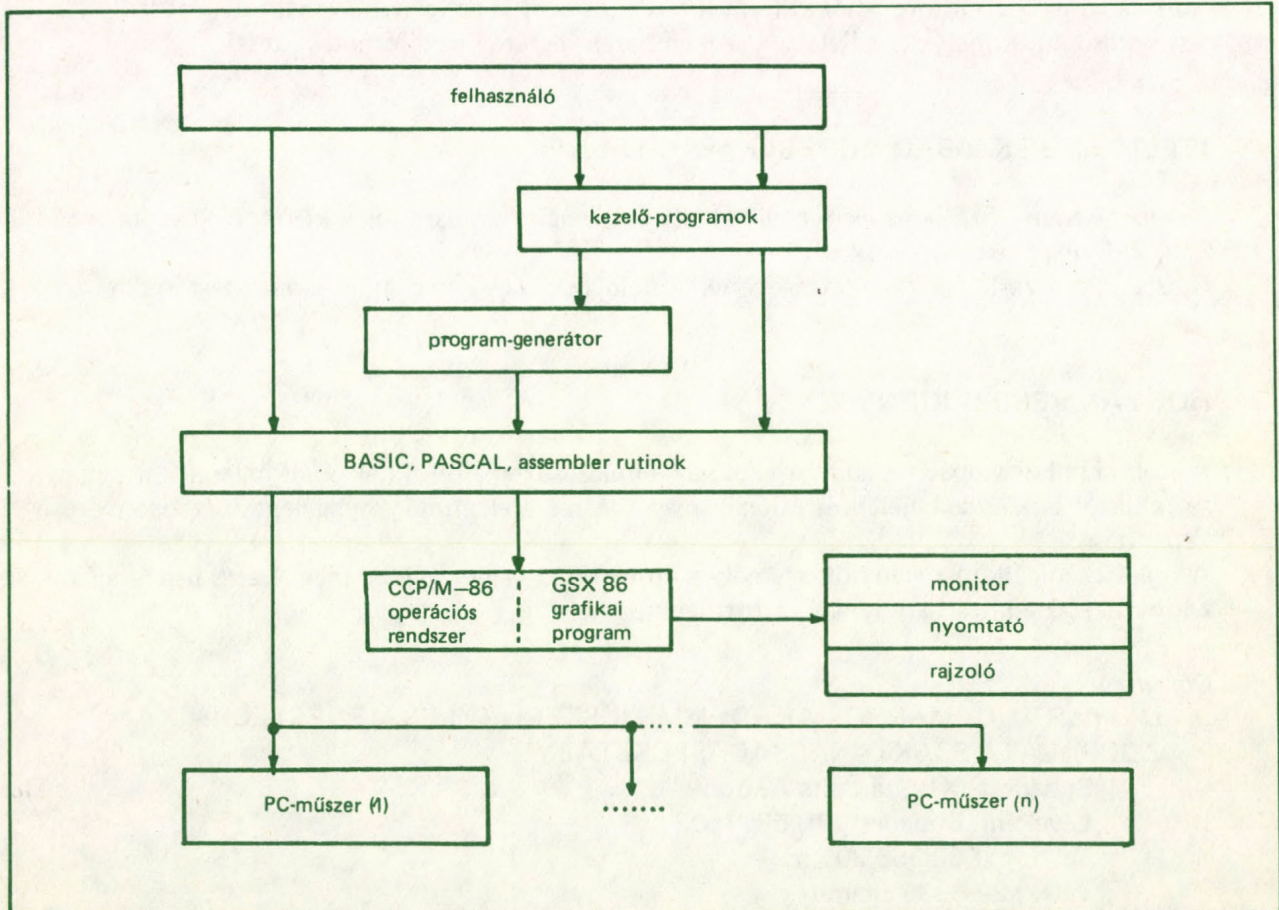 felhasználó
kezelő-programok
program-generátor
BASIC, PASCAL, assembler rutinok
CCP/M—86
operációs
rendszer
GSX 86
grafikai
program
monitor
nyomtató
rajzoló
PC-műszer (1)
PC-műszer (n)